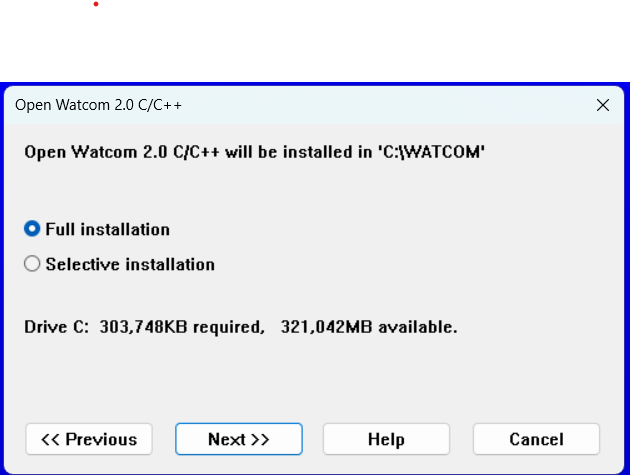 Open Watcom 2.0 C/C++
Open Watcom 2.0 C/C++ will be installed in 'C:\WATCOM'
Full installation
Selective installation
Drive C: 303,748KB required, 321,042MB available.
<< Previous
Next >>
Help
Cancel